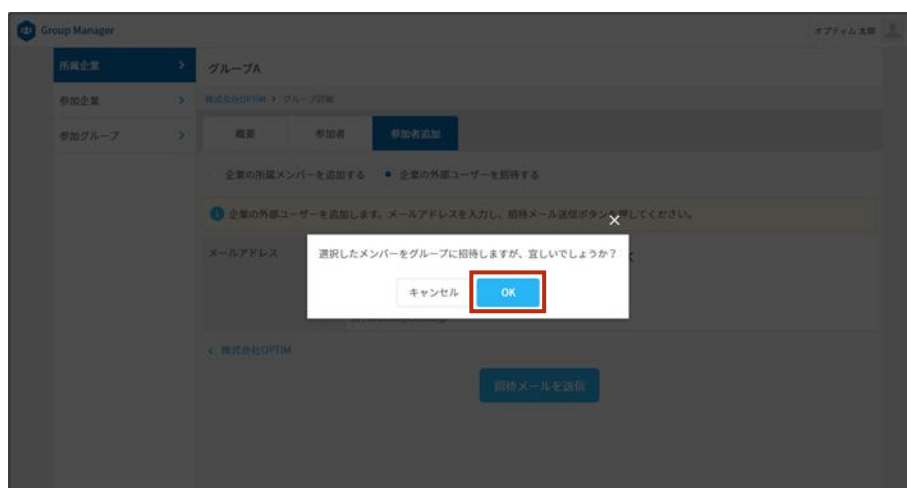 Group Manager
オプティム 太郎
所属企業
グループA
参加企業
株式会社OPTIM > グループ詳細
参加グループ
概要 参加者 参加者追加
企業の所属メンバーを追加する 企業の外部ユーザーを招待する
企業の外部ユーザーを追加します。メールアドレスを入力し、招待メール送信ボタンを押してください。
メールアドレス
選択したメンバーをグループに招待しますが、宜しいでしょうか?
キャンセル OK
株式会社OPTIM
招待メールを送信